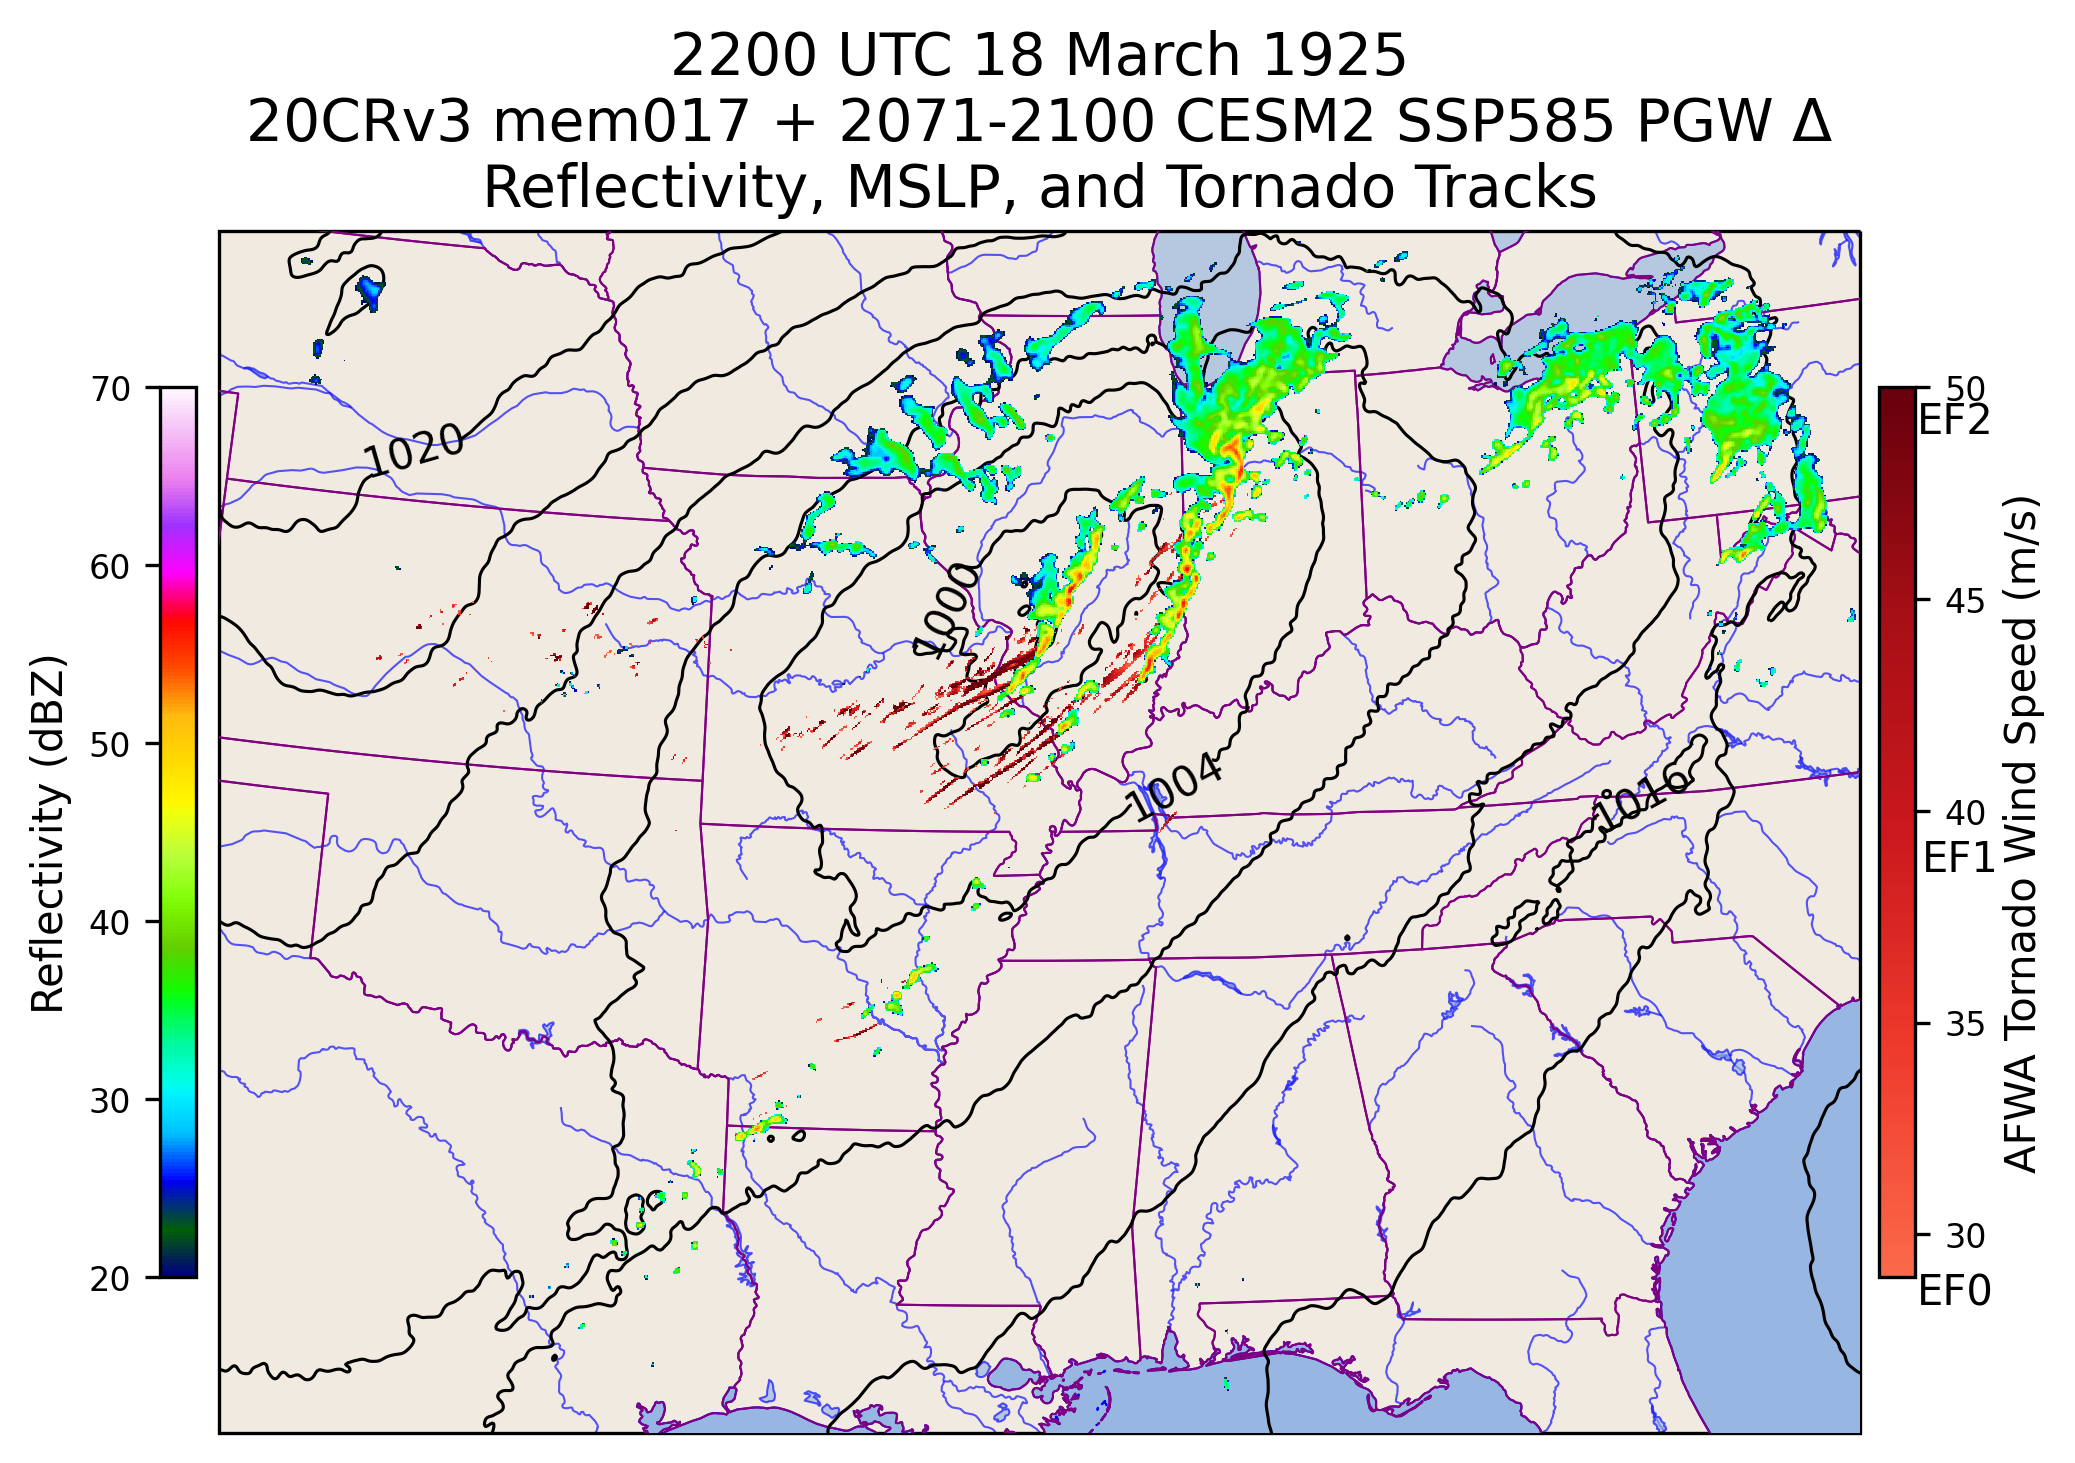 2200 UTC 18 March 1925
20CRv3 mem017 + 2071-2100 CESM2 SSP585 PGW Δ
Reflectivity, MSLP, and Tornado Tracks
Reflectivity (dBZ)
70
60
50
40
30
20
1020
1000
1004
1016
50
EF2
45
40
EF1
35
30
EF0
AFWA Tornado Wind Speed (m/s)